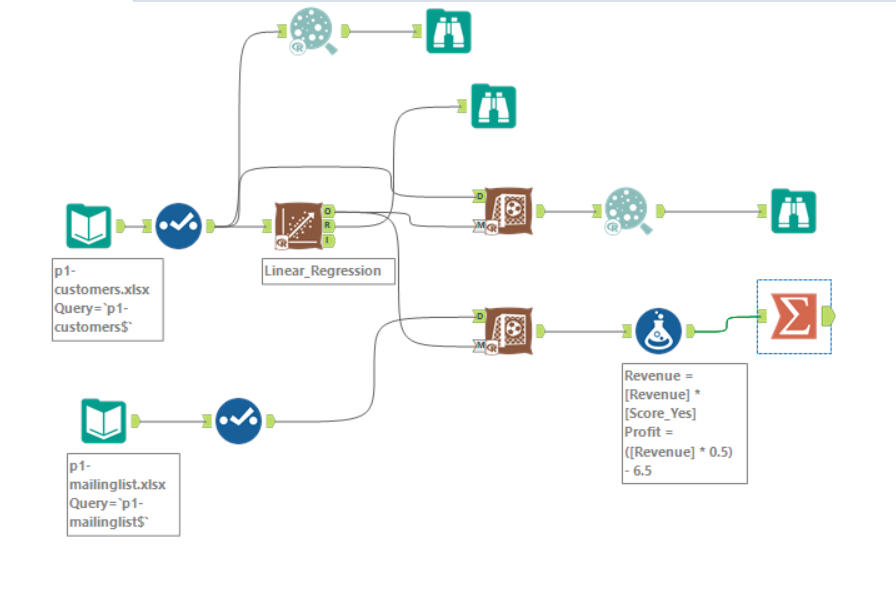 R
D
O
M
R
R
R
I
p1-
customers.xlsx
Query=`p1-
customers$`
Linear_Regression
D
M
R
Revenue =
[Revenue] *
[Score_Yes]
Profit =
([Revenue] * 0.5)
- 6.5
p1-
mailinglist.xlsx
Query=`p1-
mailinglist$`